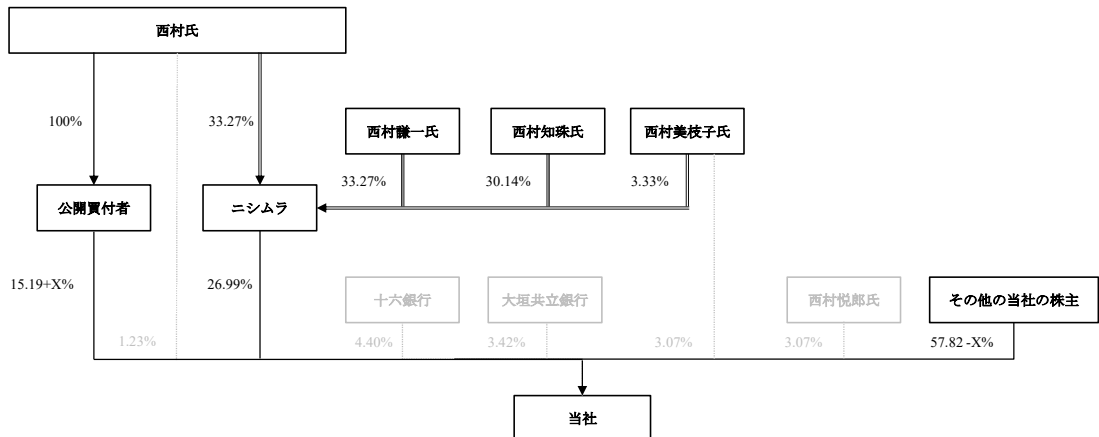 西村氏
100%
33.27%
西村謙一氏
西村知珠氏
西村美枝子氏
33.27%
30.14%
3.33%
公開買付者
ニシムラ
15.19+X%
26.99%
十六銀行
大垣共立銀行
西村悦郎氏
その他の当社の株主
1.23%
4.40%
3.42%
3.07%
3.07%
57.82 -X%
当社